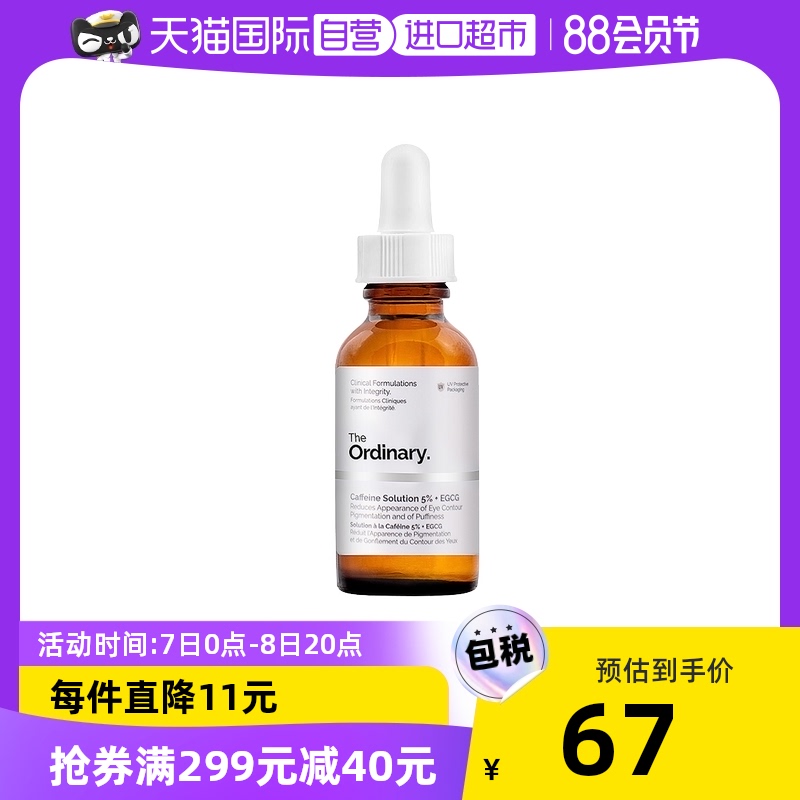 天猫国际自营进口超市 88会员节
Clinical Formulations
with Integrity.
Formulations Cliniques
ayant de l'Intégrité.
UV Protective
Packaging
The
Ordinary.
Caffeine Solution 5% + EGCG
Reduces Appearance of Eye Contour
Pigmentation and of Puffiness
Solution à la Caféine 5% + EGCG
Réduit l'Apparence de Pigmentation
et de Gonflement du Contour des Yeux
活动时间:7日0点-8日20点
每件直降11元
抢券满299元减40元
包税
预估到手价
¥ 67